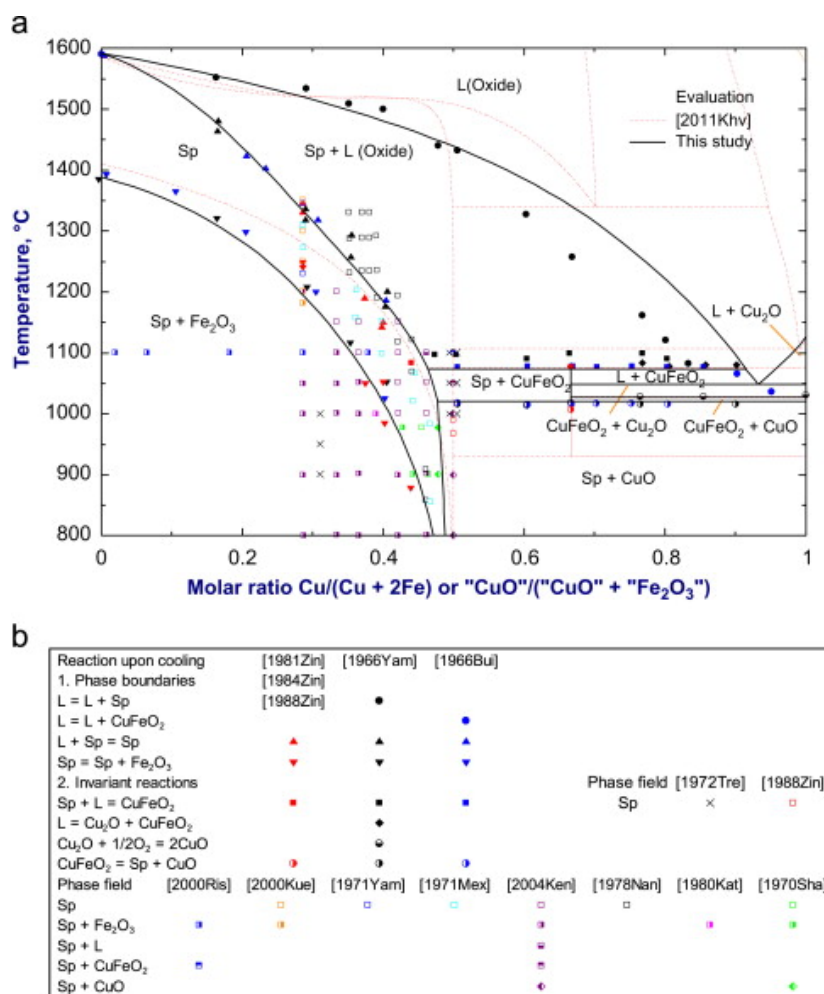 a
1600
1500
1400
1300
1200
1100
1000
900
800
Temperature, °C
L(Oxide)
Evaluation
[2011Khv]
This study
Sp
Sp + L (Oxide)
Sp + Fe₂O₃
L + Cu₂O
Sp + CuFeO₂
L + CuFeO₂
CuFeO₂ + Cu₂O
CuFeO₂ + CuO
Sp + CuO
0
0.2
0.4
0.6
0.8
1
Molar ratio Cu/(Cu + 2Fe) or "CuO"/("CuO" + "Fe₂O₃")
b
Reaction upon cooling [1981Zin] [1966Yam] [1966Bui]
1. Phase boundaries [1984Zin]
L = L + Sp [1988Zin]
L = L + CuFeO₂
L + Sp = Sp
Sp = Sp + Fe₂O₃
2. Invariant reactions Phase field [1972Tre] [1988Zin]
Sp + L = CuFeO₂ Sp
L = Cu₂O + CuFeO₂
Cu₂O + 1/2O₂ = 2CuO
CuFeO₂ = Sp + CuO
Phase field [2000Ris] [2000Kue] [1971Yam] [1971Mex] [2004Ken] [1978Nan] [1980Kat] [1970Sha]
Sp
Sp + Fe₂O₃
Sp + L
Sp + CuFeO₂
Sp + CuO